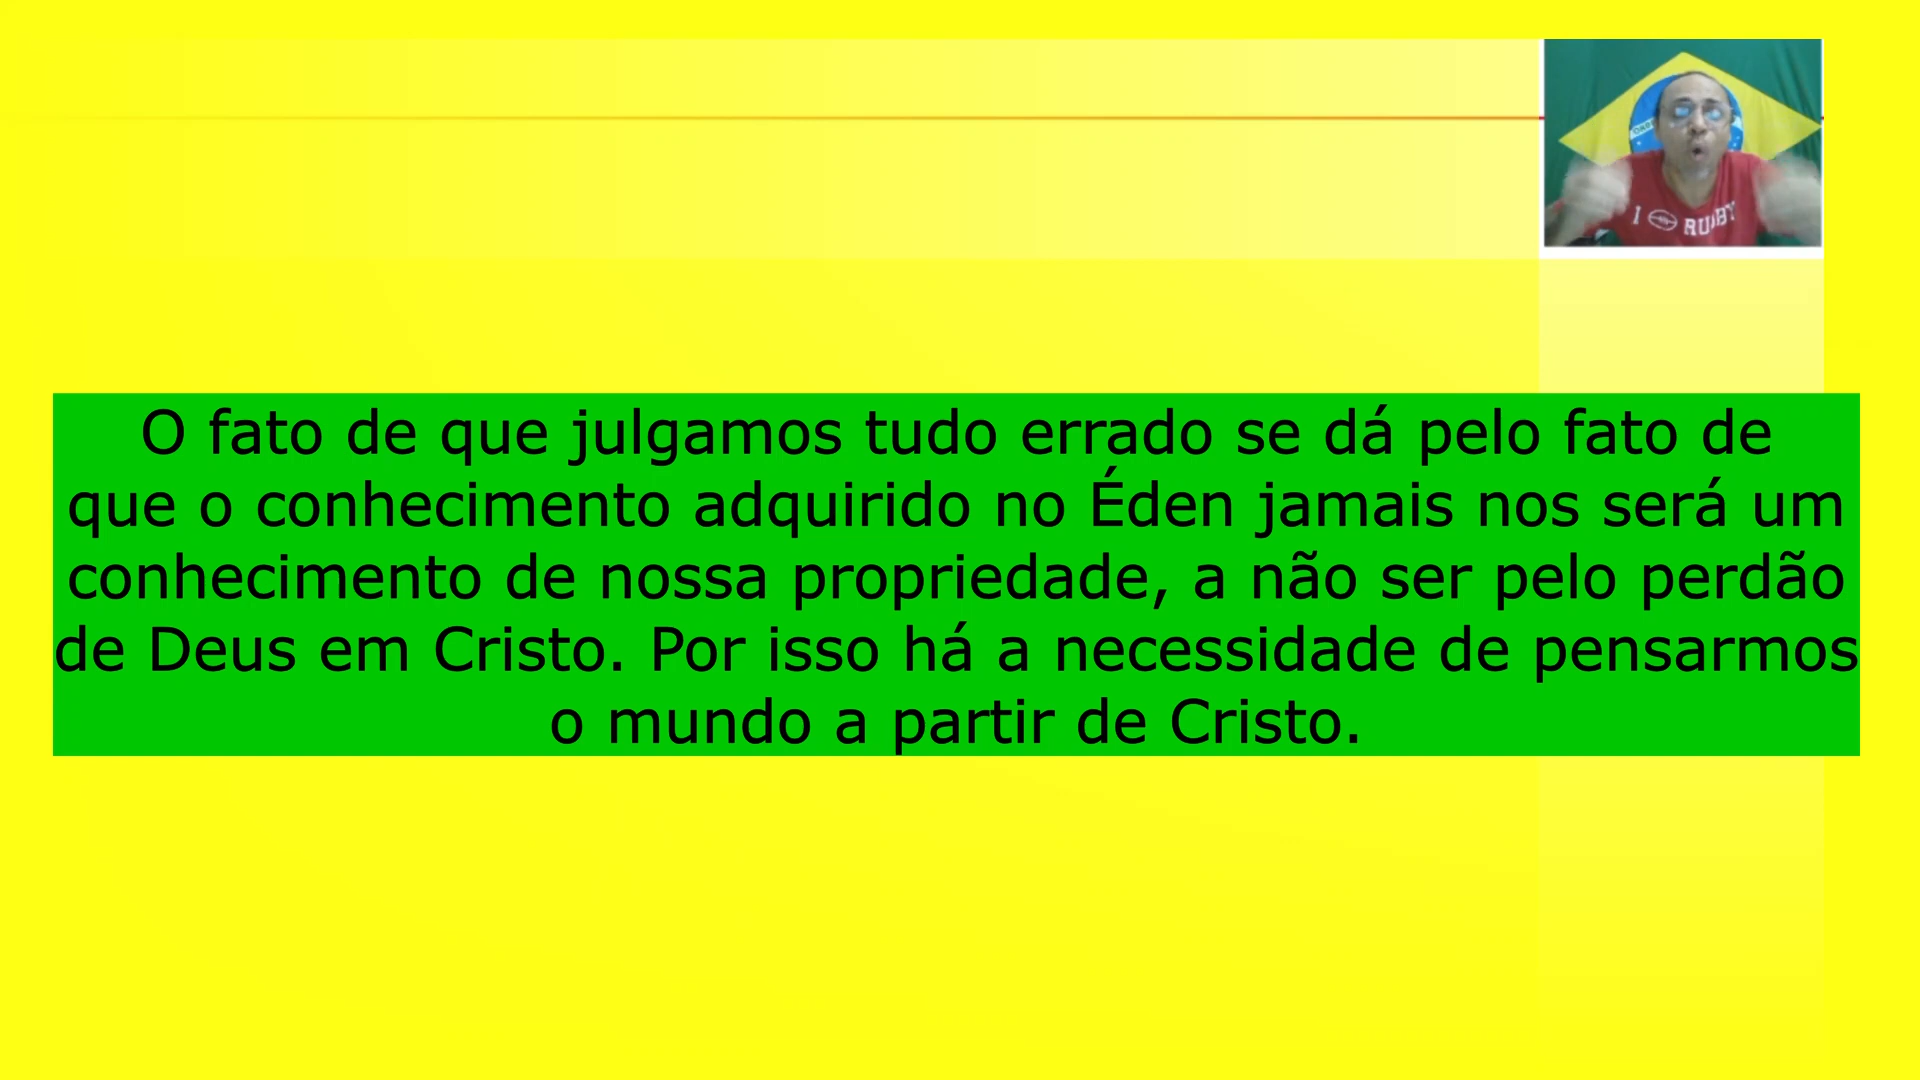 O fato de que julgamos tudo errado se dá pelo fato de
que o conhecimento adquirido no Éden jamais nos será um
conhecimento de nossa propriedade, a não ser pelo perdão
de Deus em Cristo. Por isso há a necessidade de pensarmos
o mundo a partir de Cristo.
I RUGBY